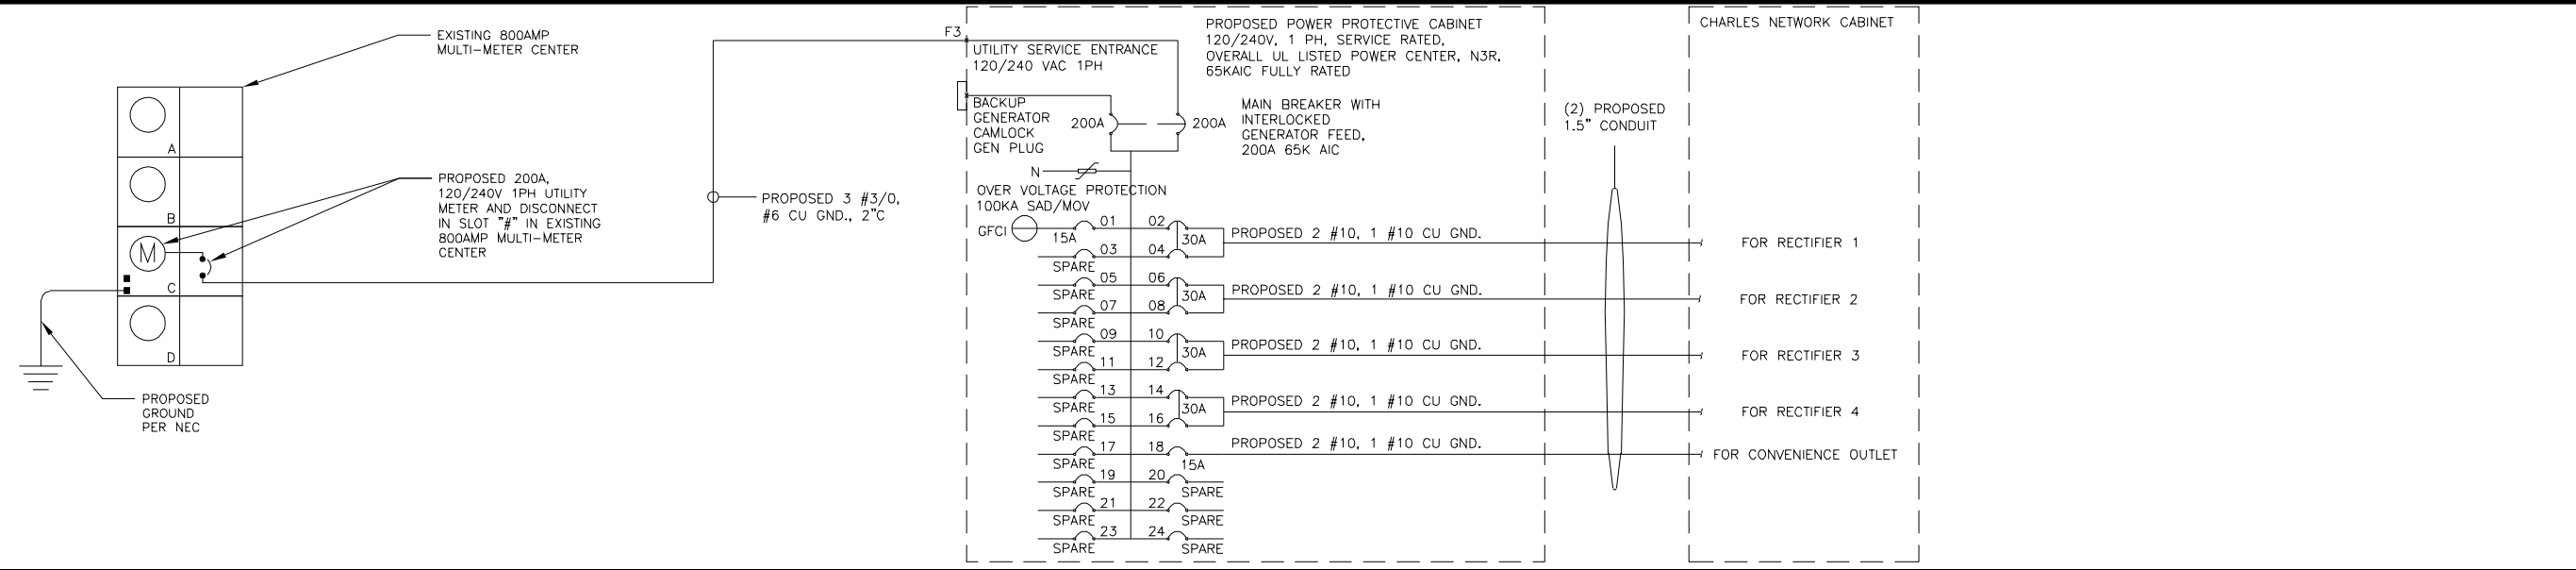 EXISTING 800AMP
MULTI-METER CENTER
A
B
M
C
D
PROPOSED 200A,
120/240V 1PH UTILITY
METER AND DISCONNECT
IN SLOT "#" IN EXISTING
800AMP MULTI-METER
CENTER
PROPOSED
GROUND
PER NEC
PROPOSED 3 #3/0,
#6 CU GND., 2"C
F3
UTILITY SERVICE ENTRANCE
120/240 VAC 1PH
PROPOSED POWER PROTECTIVE CABINET
120/240V, 1 PH, SERVICE RATED,
OVERALL UL LISTED POWER CENTER, N3R,
65KAIC FULLY RATED
BACKUP
GENERATOR
CAMLOCK
GEN PLUG
200A
200A
MAIN BREAKER WITH
INTERLOCKED
GENERATOR FEED,
200A 65K AIC
N
OVER VOLTAGE PROTECTION
100KA SAD/MOV
GFCI
15A
01
02
30A
PROPOSED 2 #10, 1 #10 CU GND.
FOR RECTIFIER 1
03
04
SPARE
05
06
30A
PROPOSED 2 #10, 1 #10 CU GND.
FOR RECTIFIER 2
SPARE
07
08
SPARE
09
10
30A
PROPOSED 2 #10, 1 #10 CU GND.
FOR RECTIFIER 3
SPARE
11
12
SPARE
13
14
30A
PROPOSED 2 #10, 1 #10 CU GND.
FOR RECTIFIER 4
SPARE
15
16
SPARE
17
18
15A
PROPOSED 2 #10, 1 #10 CU GND.
FOR CONVENIENCE OUTLET
SPARE
19
20
SPARE
SPARE
21
22
SPARE
SPARE
23
24
SPARE
SPARE
(2) PROPOSED
1.5" CONDUIT
CHARLES NETWORK CABINET